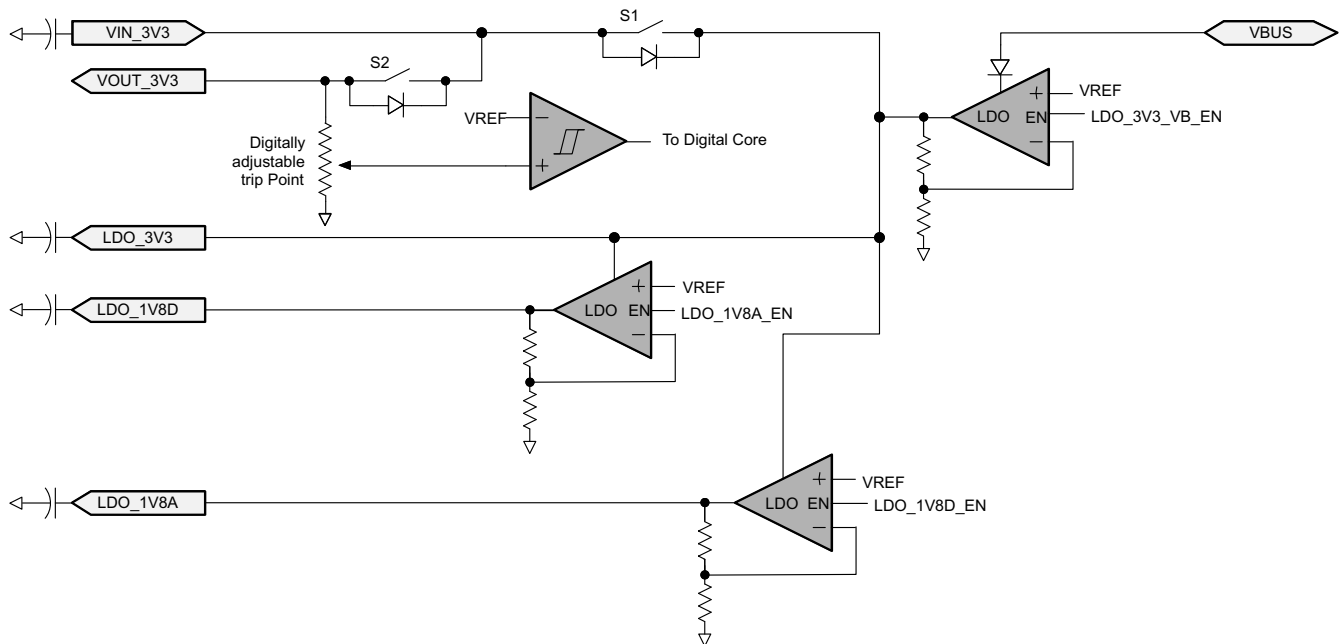 S1
VIN_3V3
VBUS
S2
VOUT_3V3
VREF
LDO
EN
LDO_3V3_VB_EN
VREF
To Digital Core
Digitally
adjustable
trip Point
LDO_3V3
VREF
LDO_1V8D
LDO
EN
LDO_1V8A_EN
VREF
LDO_1V8A
LDO
EN
LDO_1V8D_EN